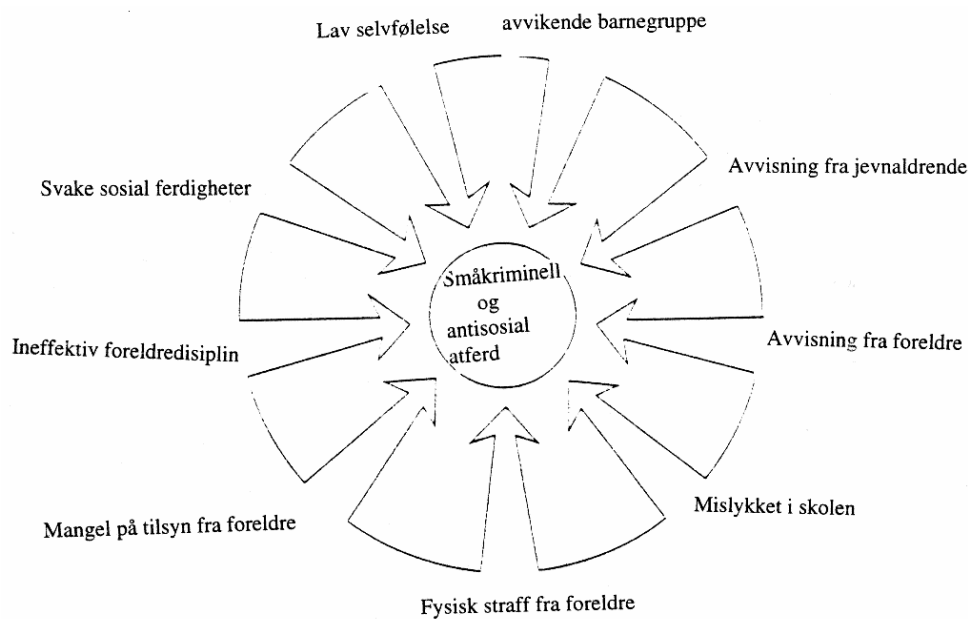 Lav selvfølelse
avvikende barnegruppe
Avvisning fra jevnaldrende
Svake sosial ferdigheter
Småkriminell
og
antisosial
atferd
Avvisning fra foreldre
Ineffektiv foreldredisiplin
Mislykket i skolen
Mangel på tilsyn fra foreldre
Fysisk straff fra foreldre